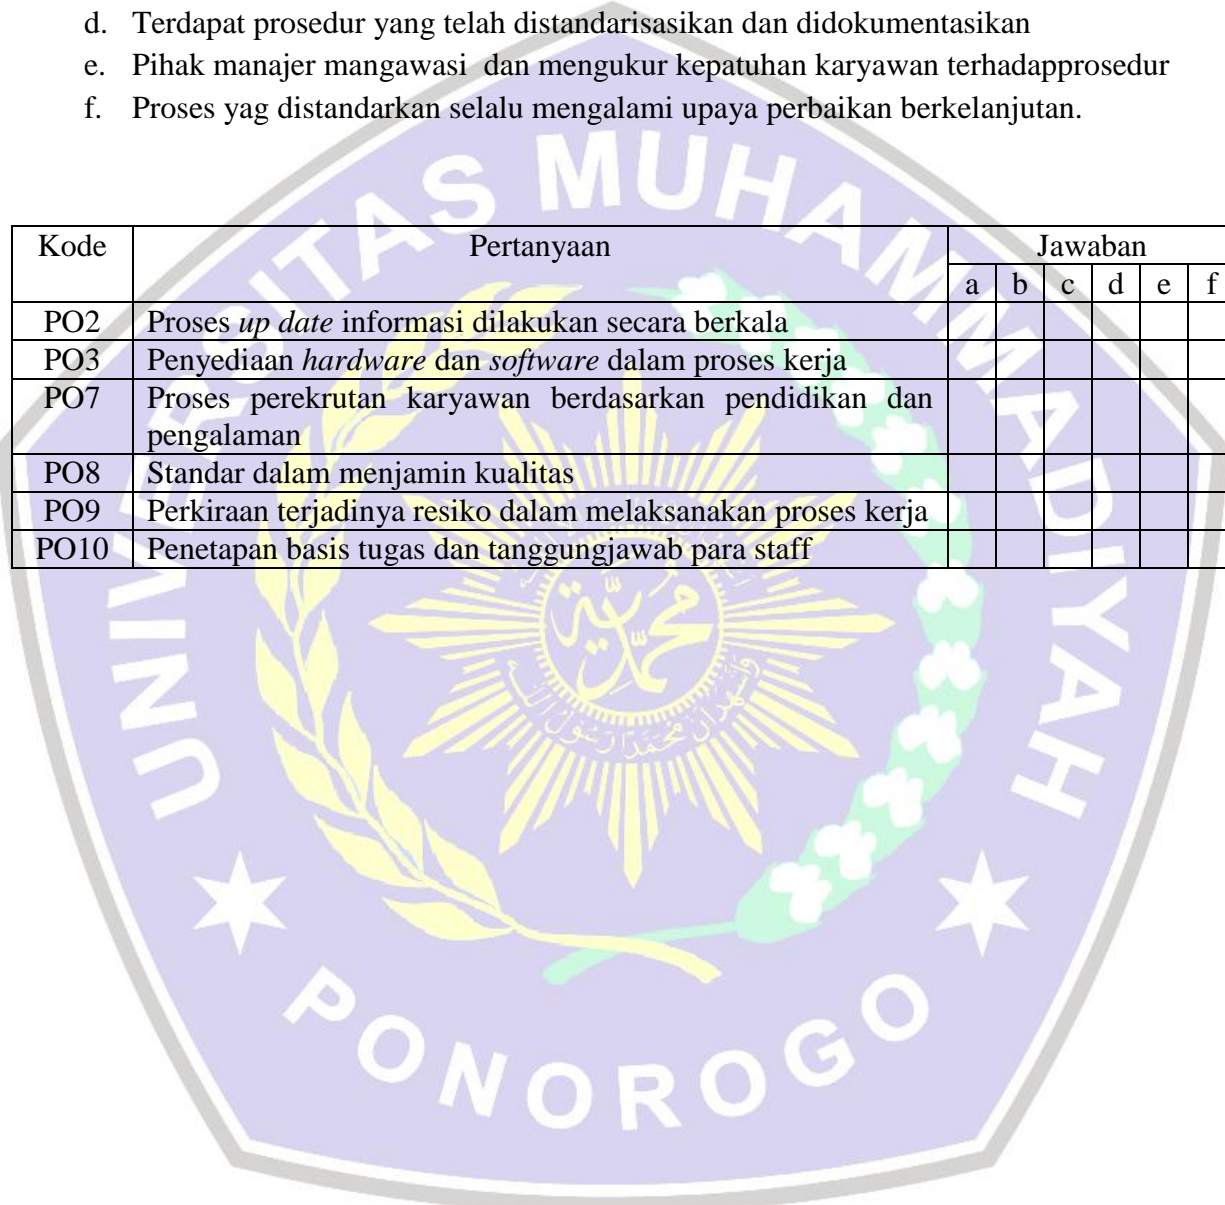 d. Terdapat prosedur yang telah distandarisasikan dan didokumentasikan
e. Pihak manajer mangawasi dan mengukur kepatuhan karyawan terhadapprosedur
f. Proses yag distandarkan selalu mengalami upaya perbaikan berkelanjutan.
Kode Pertanyaan Jawaban
a b c d e f
PO2 Proses up date informasi dilakukan secara berkala
PO3 Penyediaan hardware dan software dalam proses kerja
PO7 Proses perekrutan karyawan berdasarkan pendidikan dan
pengalaman
PO8 Standar dalam menjamin kualitas
PO9 Perkiraan terjadinya resiko dalam melaksanakan proses kerja
PO10 Penetapan basis tugas dan tanggungjawab para staff
UNIVERSITAS MUHAMMADIYAH
PONOROGO